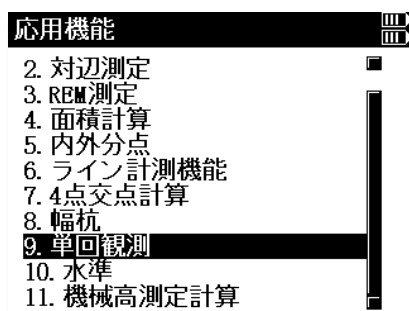 応用機能
2. 対辺測定
3. REM測定
4. 面積計算
5. 内外分点
6. ライン計測機能
7. 4点交点計算
8. 幅杭
9. 単回観測
10. 水準
11. 機械高測定計算